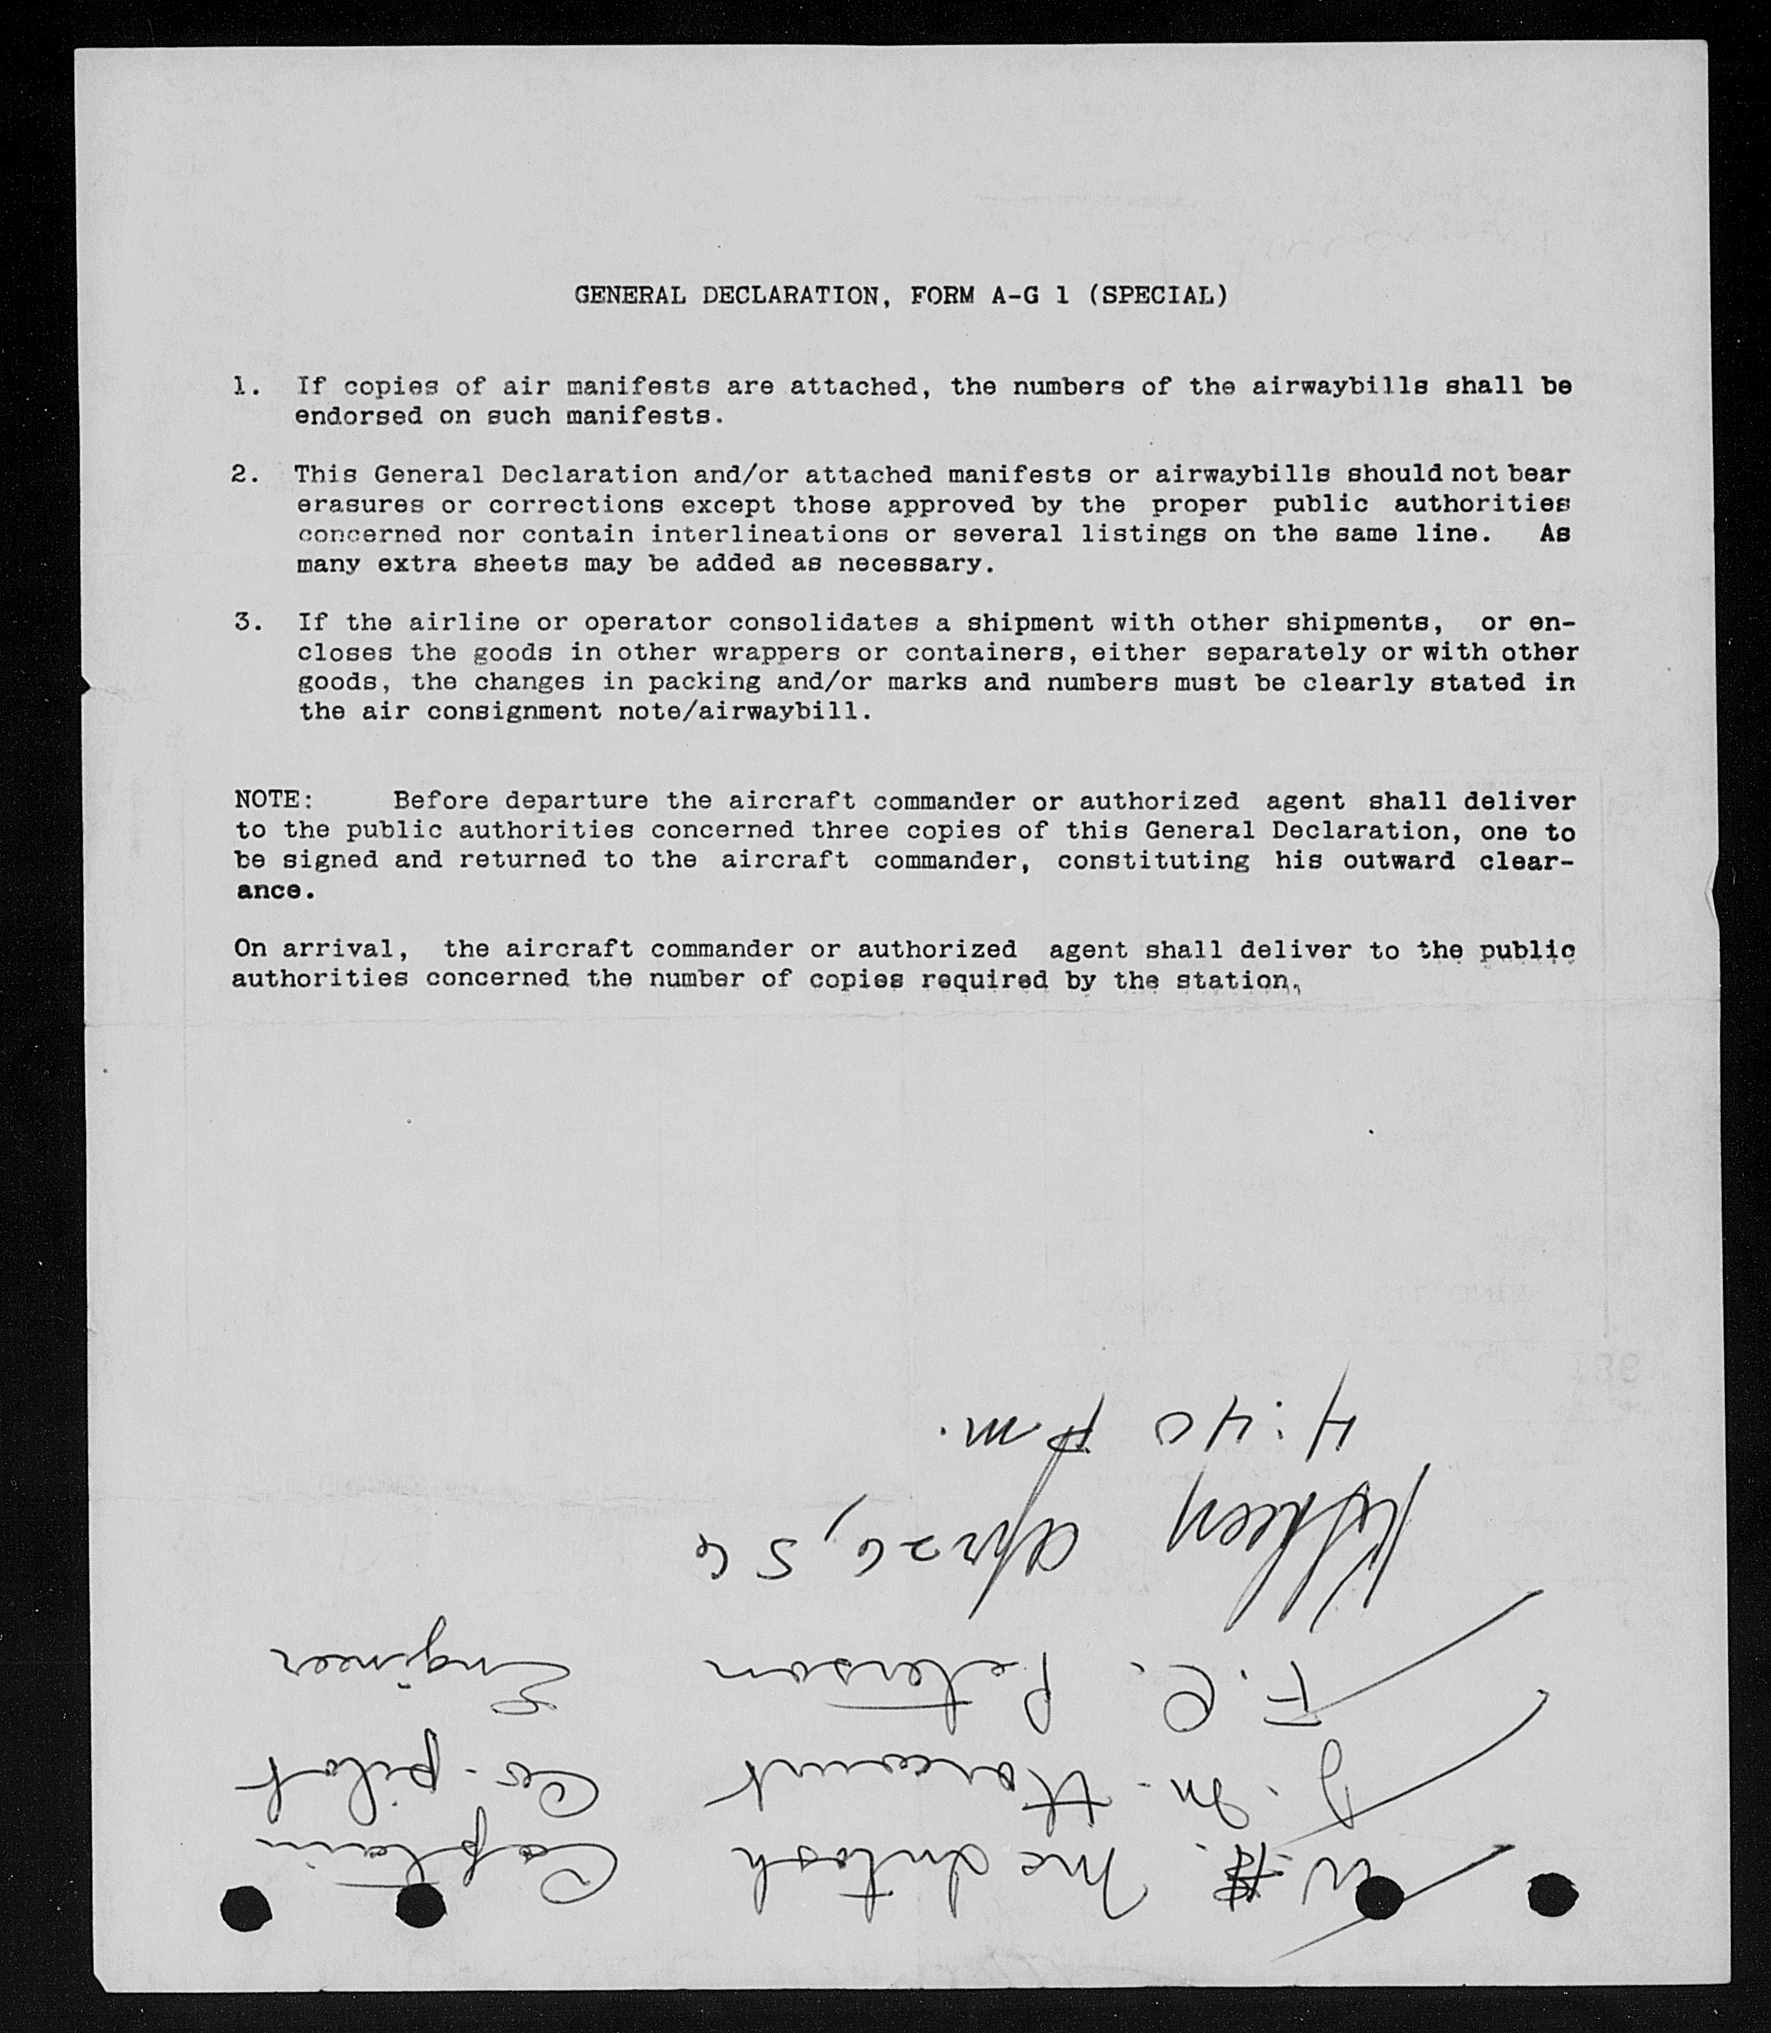 GENERAL DECLARATION, FORM A-G 1 (SPECIAL)
1. If copies of air manifests are attached, the numbers of the airwaybills shall be
endorsed on such manifests.
2. This General Declaration and/or attached manifests or airwaybills should not bear
erasures or corrections except those approved by the proper public authorities
concerned nor contain interlineations or several listings on the same line. As
many extra sheets may be added as necessary.
3. If the airline or operator consolidates a shipment with other shipments, or en-
closes the goods in other wrappers or containers, either separately or with other
goods, the changes in packing and/or marks and numbers must be clearly stated in
the air consignment note/airwaybill.
NOTE: Before departure the aircraft commander or authorized agent shall deliver
to the public authorities concerned three copies of this General Declaration, one to
be signed and returned to the aircraft commander, constituting his outward clear-
ance.
On arrival, the aircraft commander or authorized agent shall deliver to the public
authorities concerned the number of copies required by the station.
W. H. McIntosh Captain
J. M. Harcourt Co-pilot
F. C. Peterson Engineer
Apr 26, 56
4:40 p.m.